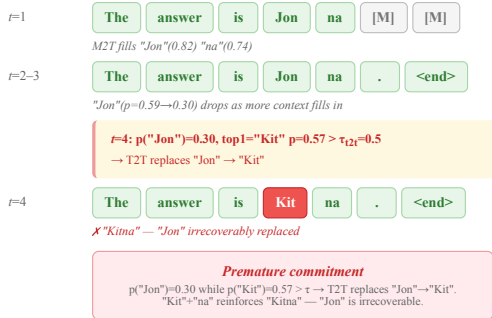 t=1 The answer is Jon na [M] [M]
M2T fills "Jon"(0.82) "na"(0.74)
t=2–3 The answer is Jon na . <end>
"Jon"(p=0.59→0.30) drops as more context fills in
t=4: p("Jon")=0.30, top1="Kit" p=0.57 > τt2t=0.5
→ T2T replaces "Jon" → "Kit"
t=4 The answer is Kit na . <end>
✗ "Kitna" — "Jon" irrecoverably replaced
Premature commitment
p("Jon")=0.30 while p("Kit")=0.57 > τ → T2T replaces "Jon"→"Kit".
"Kit"+"na" reinforces "Kitna" — "Jon" is irrecoverable.